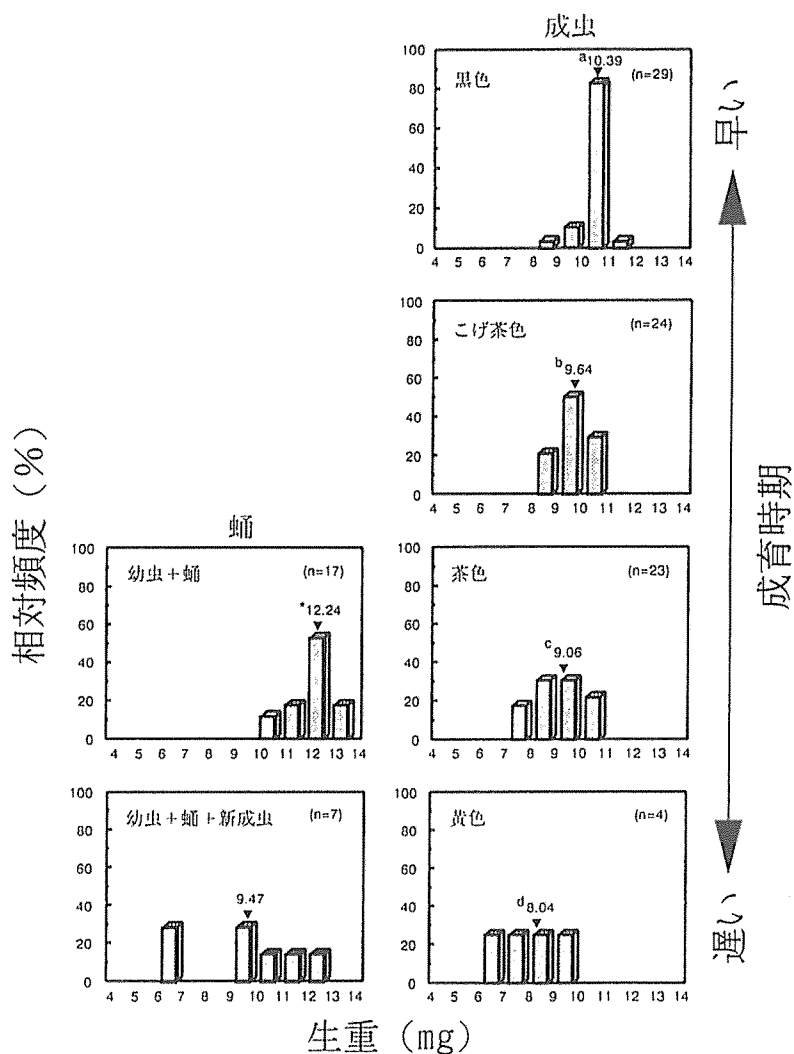 成虫
黒色
a10.39
(n=29)
100
80
60
40
20
0
4 5 6 7 8 9 10 11 12 13 14
早い
こげ茶色
b9.64
(n=24)
100
80
60
40
20
0
4 5 6 7 8 9 10 11 12 13 14
相対頻度 (%)
蛹
幼虫+蛹
*12.24
(n=17)
100
80
60
40
20
0
4 5 6 7 8 9 10 11 12 13 14
茶色
c9.06
(n=23)
100
80
60
40
20
0
4 5 6 7 8 9 10 11 12 13 14
成育時期
幼虫+蛹+新成虫
9.47
(n=7)
100
80
60
40
20
0
4 5 6 7 8 9 10 11 12 13 14
黄色
d8.04
(n=4)
100
80
60
40
20
0
4 5 6 7 8 9 10 11 12 13 14
遅い
生重 (mg)